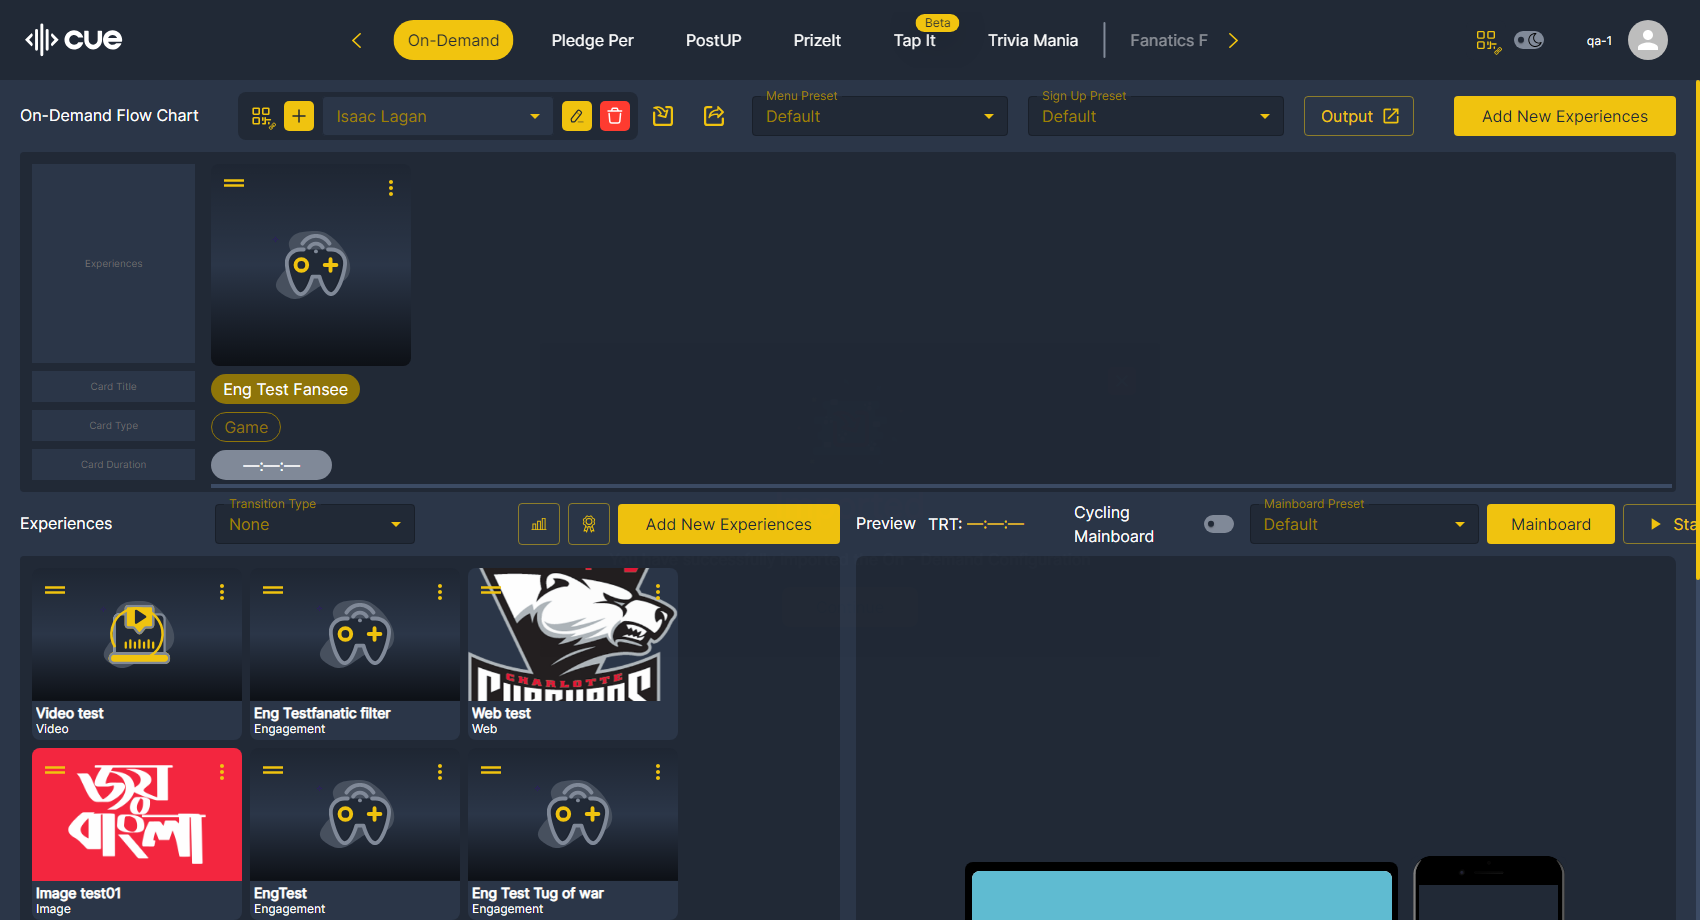 cue
On-Demand
Pledge Per
PostUP
PrizeIt
Beta
Tap It
Trivia Mania
Fanatics F
qa-1
On-Demand Flow Chart
Isaac Lagan
Menu Preset
Default
Sign Up Preset
Default
Output
Add New Experiences
Experiences
Card Title
Card Type
Card Duration
Eng Test Fansee
Game
—:—:—
Experiences
Transition Type
None
Add New Experiences
Preview
TRT: —:—:—
Cycling
Mainboard
Mainboard Preset
Default
Mainboard
Sta
Video test
Video
Eng Testfanatic filter
Engagement
CHARLOTTE
Web test
Web
জয়
বাংলা
Image test01
Image
EngTest
Engagement
Eng Test Tug of war
Engagement